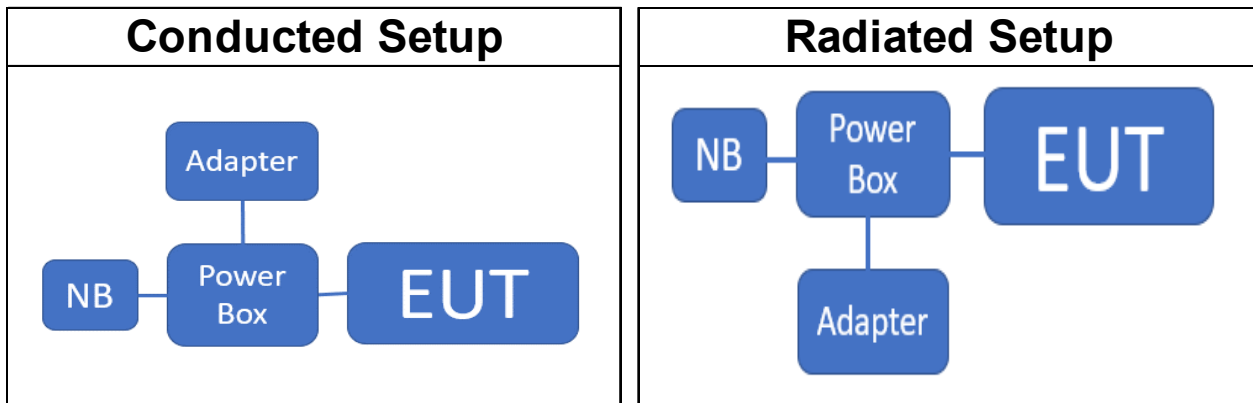 Conducted Setup
Adapter
NB
Power
Box
EUT
Radiated Setup
NB
Power
Box
EUT
Adapter